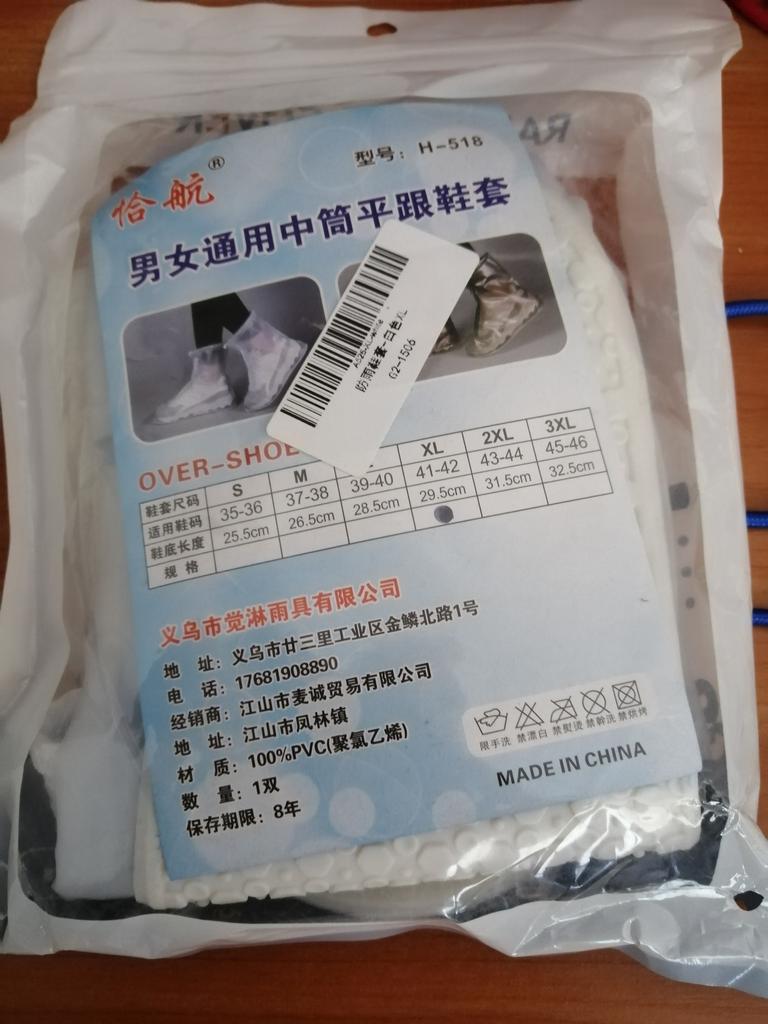 恰航®
型号：H-518
男女通用中筒平跟鞋套
防雨鞋套-白色XL
G2-1506
OVER-SHOE
鞋套尺码 S M XL 2XL 3XL
适用鞋码 35-36 37-38 39-40 41-42 43-44 45-46
鞋底长度 25.5cm 26.5cm 28.5cm 29.5cm 31.5cm 32.5cm
规 格
义乌市觉淋雨具有限公司
地 址：义乌市廿三里工业区金鳞北路1号
电 话：17681908890
经销商：江山市麦诚贸易有限公司
地 址：江山市凤林镇
材 质：100%PVC(聚氯乙烯)
数 量：1双
保存期限：8年
限手洗 禁漂白 禁熨烫 禁幹洗 禁烘烤
MADE IN CHINA